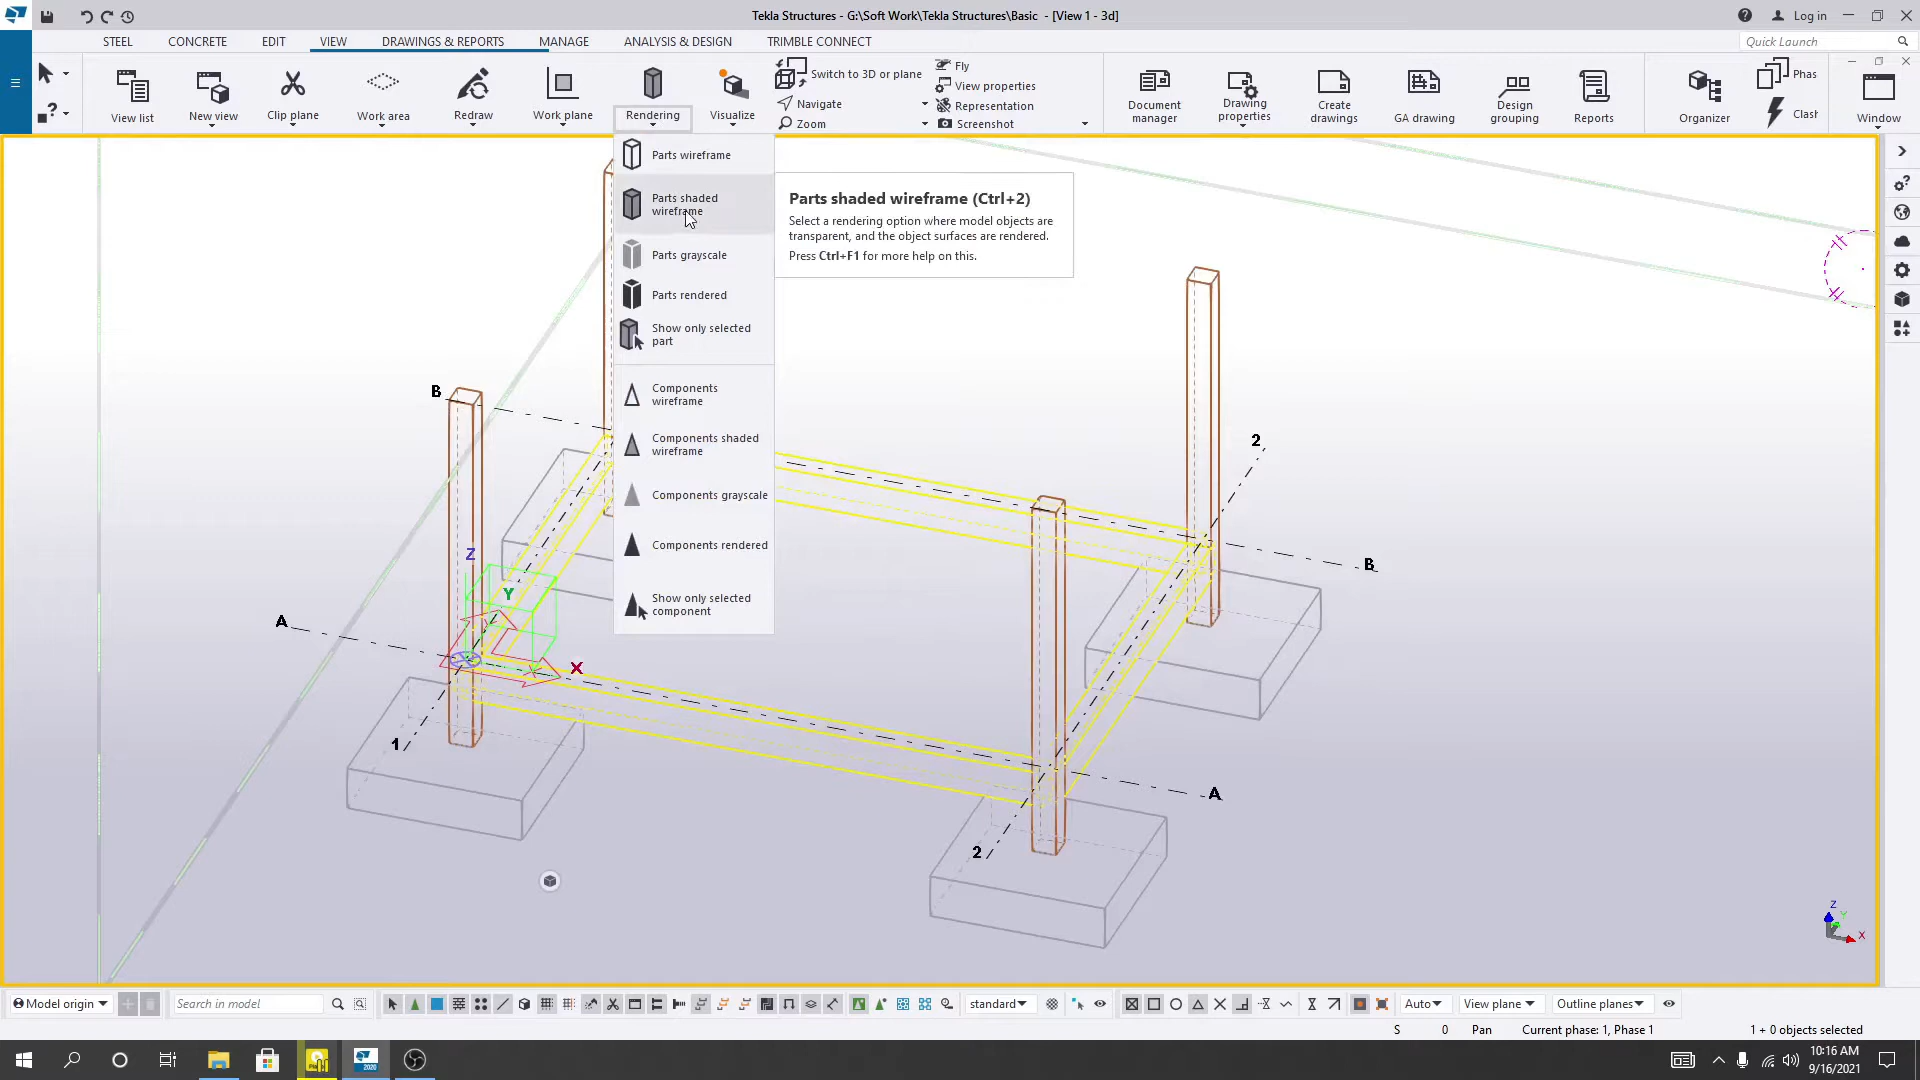 Tekla Structures - G:\Soft Work\Tekla Structures\Basic - [View 1 - 3d]
Log in
STEEL
CONCRETE
EDIT
VIEW
DRAWINGS & REPORTS
MANAGE
ANALYSIS & DESIGN
TRIMBLE CONNECT
Quick Launch
View list
New view
Clip plane
Work area
Redraw
Work plane
Rendering
Visualize
Switch to 3D or plane
Navigate
Zoom
Fly
View properties
Representation
Screenshot
Document
manager
Drawing
properties
Create
drawings
GA drawing
Design
grouping
Reports
Organizer
Phas
Clash
Window
Parts wireframe
Parts shaded
wireframe
Parts grayscale
Parts rendered
Show only selected
part
Components
wireframe
Components shaded
wireframe
Components grayscale
Components rendered
Show only selected
component
Parts shaded wireframe (Ctrl+2)
Select a rendering option where model objects are
transparent, and the object surfaces are rendered.
Press Ctrl+F1 for more help on this.
B
2
Z
Y
B
A
X
1
A
2
Z
Y
X
Model origin
Search in model
standard
Auto
View plane
Outline planes
S 0 Pan Current phase: 1, Phase 1 1 + 0 objects selected
2020
10:16 AM
9/16/2021